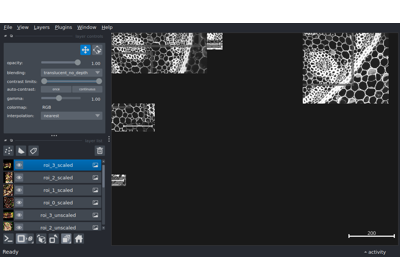 File View Layers Plugins Window Help
opacity: 1.00
blending: translucent_no_depth
contrast limits:
auto-contrast: once continuous
gamma: 1.00
colormap: RGB
interpolation: nearest
roi_3_scaled
roi_2_scaled
roi_1_scaled
roi_0_scaled
roi_3_unscaled
roi_2_unscaled
200
activity